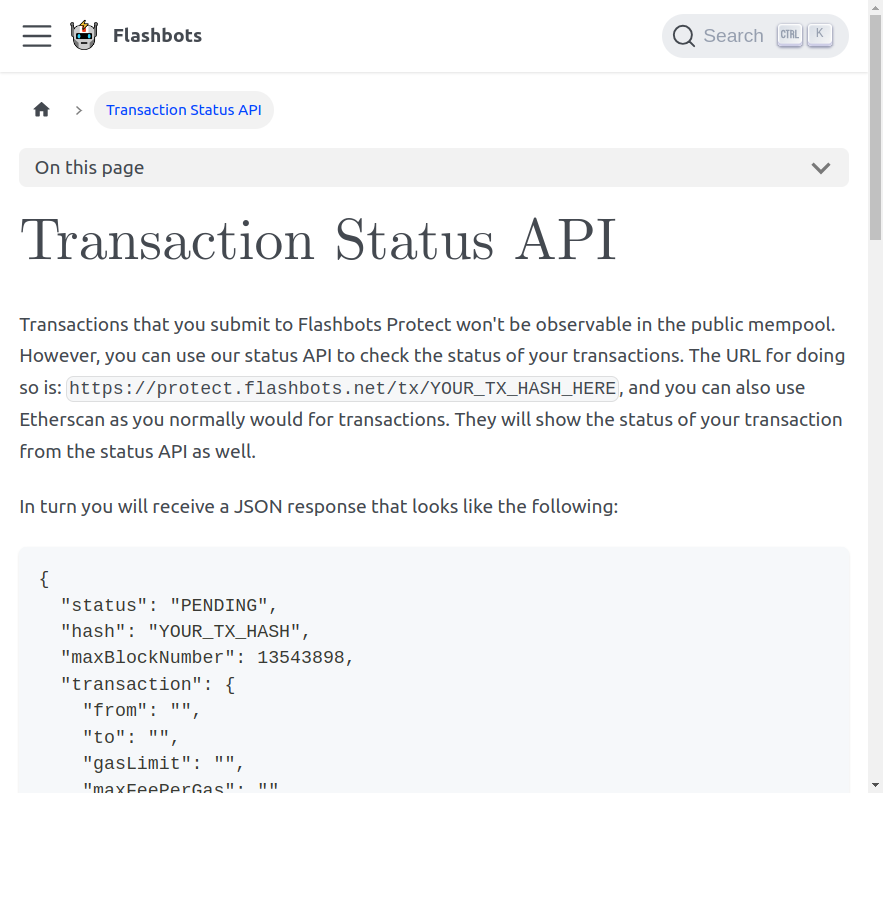 Flashbots
Search CTRL K
Transaction Status API
On this page
Transaction Status API
Transactions that you submit to Flashbots Protect won't be observable in the public mempool.
However, you can use our status API to check the status of your transactions. The URL for doing
so is: https://protect.flashbots.net/tx/YOUR_TX_HASH_HERE, and you can also use
Etherscan as you normally would for transactions. They will show the status of your transaction
from the status API as well.
In turn you will receive a JSON response that looks like the following:
{
  "status": "PENDING",
  "hash": "YOUR_TX_HASH",
  "maxBlockNumber": 13543898,
  "transaction": {
    "from": "",
    "to": "",
    "gasLimit": "",
    "maxFeePerGas": ""